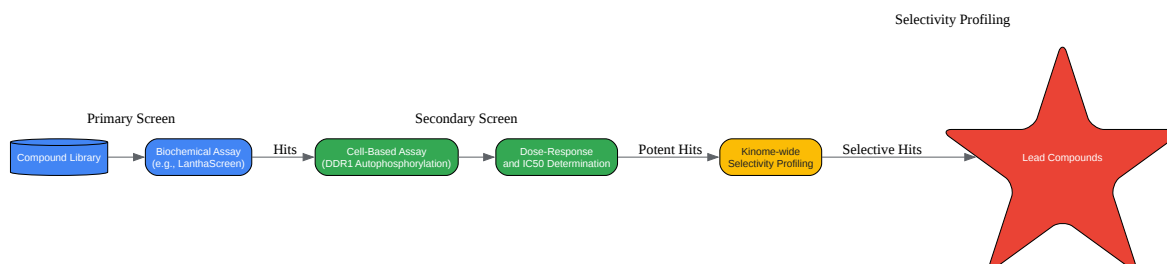 Selectivity Profiling
Primary Screen
Secondary Screen
Compound Library
Biochemical Assay
(e.g., LanthaScreen)
Hits
Cell-Based Assay
(DDR1 Autophosphorylation)
Dose-Response
and IC50 Determination
Potent Hits
Kinome-wide
Selectivity Profiling
Selective Hits
Lead Compounds